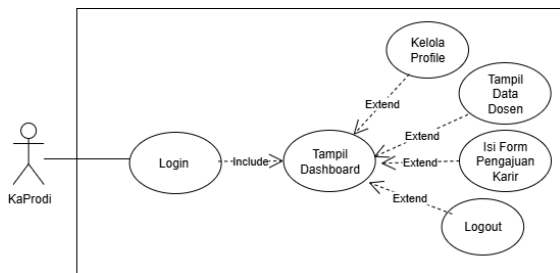 Kelola
Profile
Extend
Tampil
Data
Dosen
Extend
KaProdi
Login
Include
Tampil
Dashboard
Extend
Isi Form
Pengajuan
Karir
Extend
Logout